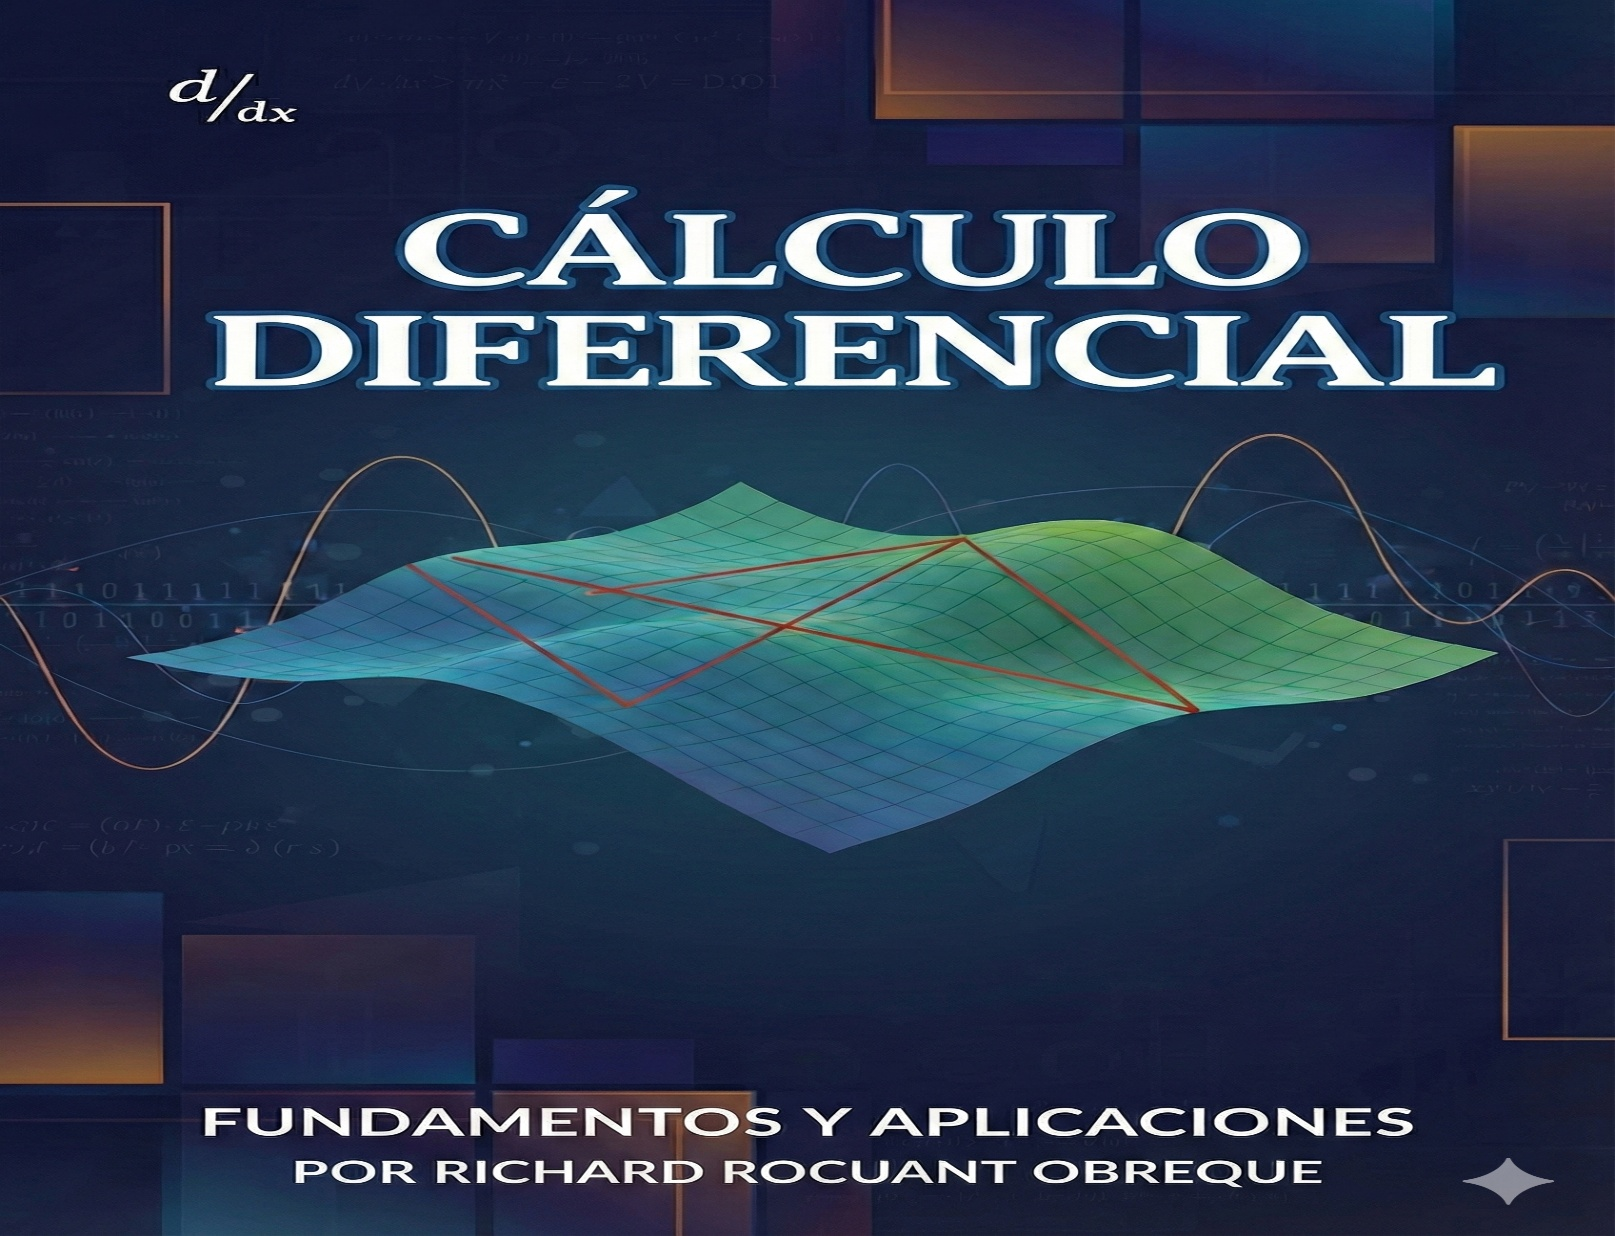 d/dx
CÁLCULO
DIFERENCIAL
FUNDAMENTOS Y APLICACIONES
POR RICHARD ROCUANT OBREQUE